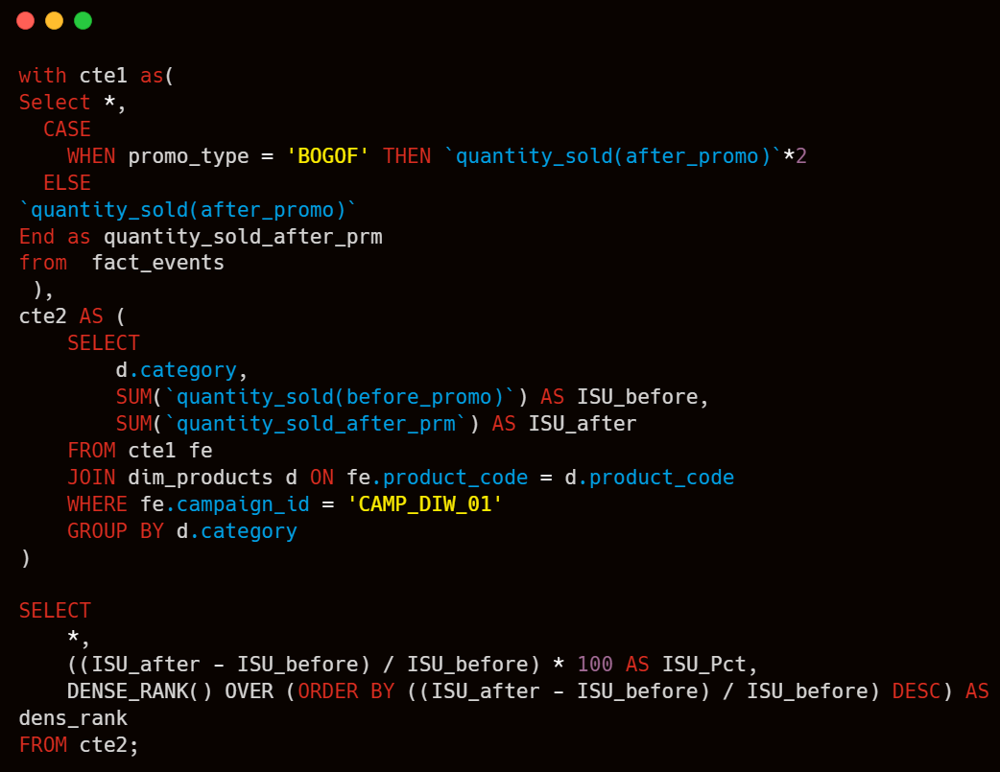 with cte1 as(
Select *,
  CASE
    WHEN promo_type = 'BOGOF' THEN `quantity_sold(after_promo)`*2
  ELSE
`quantity_sold(after_promo)`
End as quantity_sold_after_prm
from  fact_events
 ),
cte2 AS (
    SELECT
        d.category,
        SUM(`quantity_sold(before_promo)`) AS ISU_before,
        SUM(`quantity_sold_after_prm`) AS ISU_after
    FROM cte1 fe
    JOIN dim_products d ON fe.product_code = d.product_code
    WHERE fe.campaign_id = 'CAMP_DIW_01'
    GROUP BY d.category
)

SELECT
    *,
    ((ISU_after - ISU_before) / ISU_before) * 100 AS ISU_Pct,
    DENSE_RANK() OVER (ORDER BY ((ISU_after - ISU_before) / ISU_before) DESC) AS
dens_rank
FROM cte2;